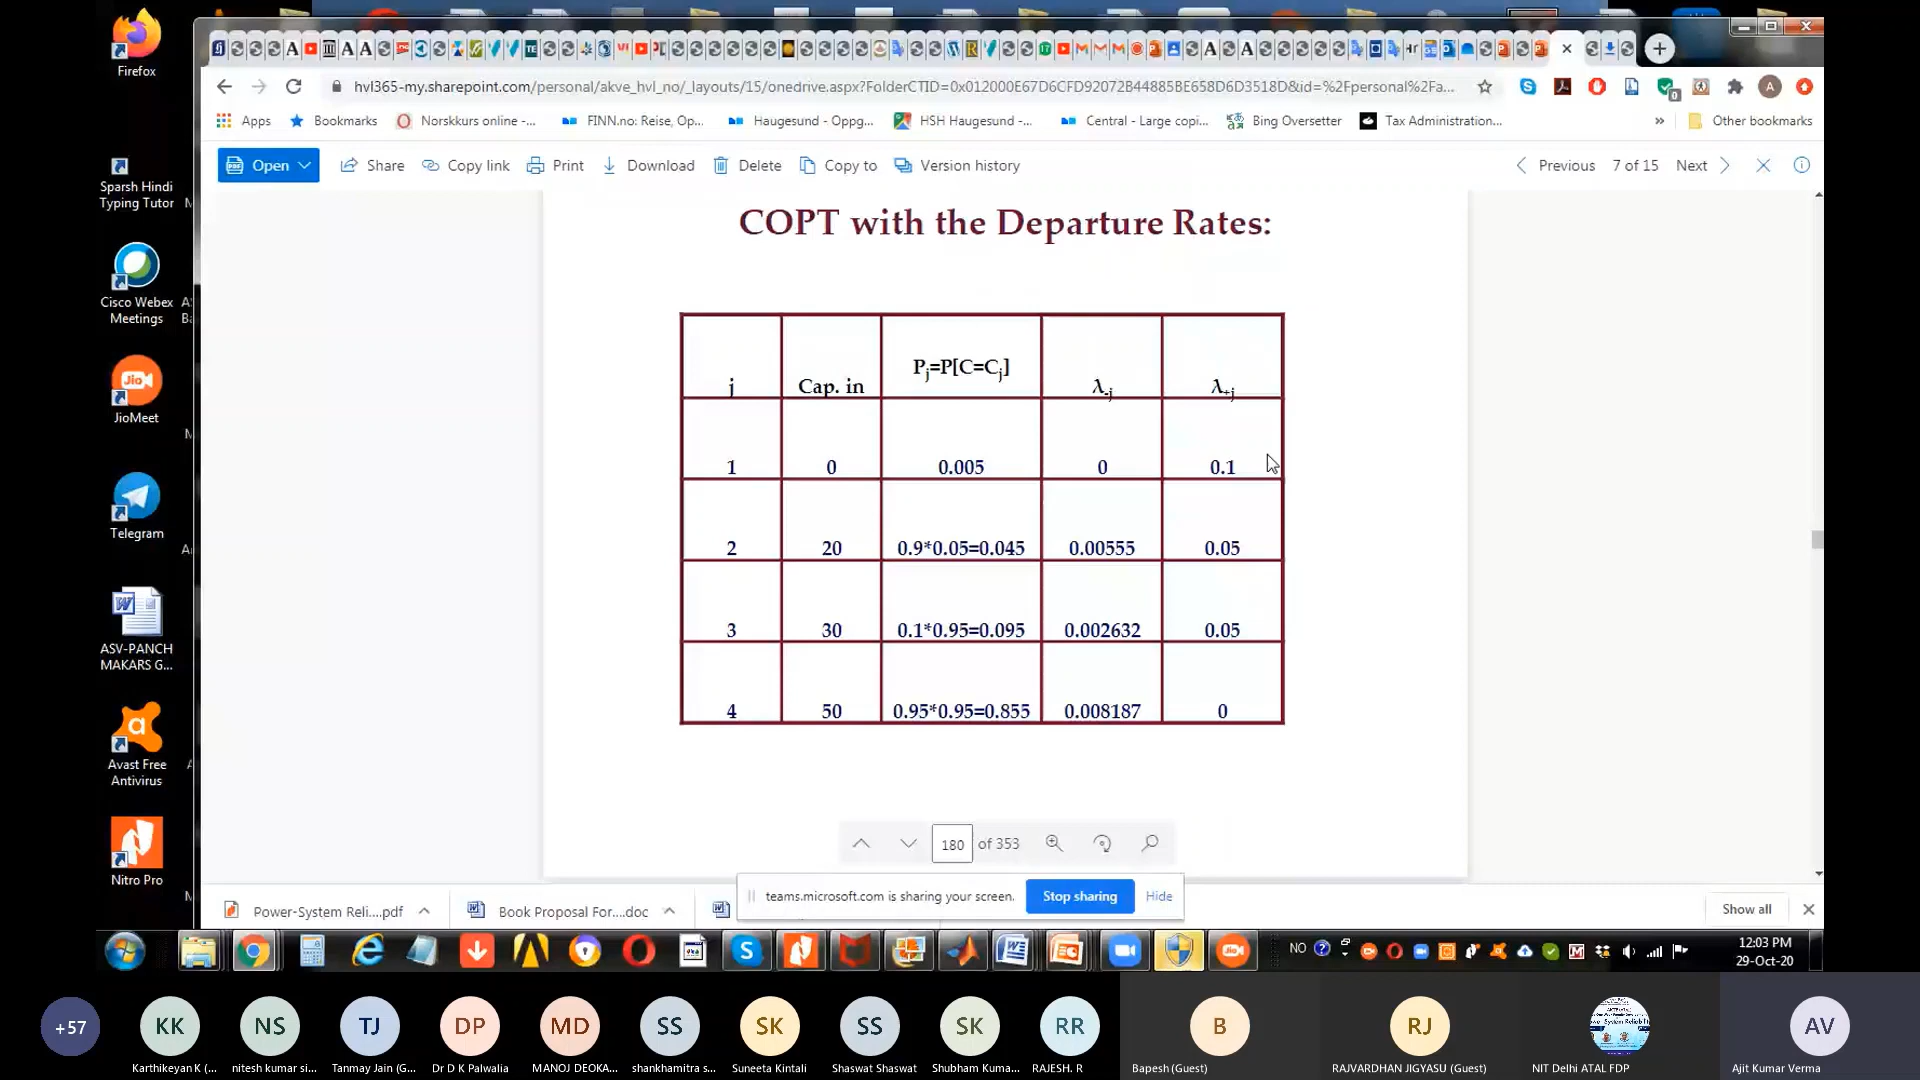 Firefox
hvl365-my.sharepoint.com/personal/akve_hvl_no/_layouts/15/onedrive.aspx?FolderCTID=0x012000E67D6CFD92072B44885BE658D6D3518D&id=%2Fpersonal%2Fa...
Apps Bookmarks Norskkurs online -... FINN.no: Reise, Op... Haugesund - Oppg... HSH Haugesund -... Central - Large copi... Bing Oversetter Tax Administration... » Other bookmarks
Open Share Copy link Print Download Delete Copy to Version history Previous 7 of 15 Next
Sparsh Hindi
Typing Tutor
Cisco Webex
Meetings
JioMeet
Telegram
ASV-PANCH
MAKARS G...
Avast Free
Antivirus
Nitro Pro
COPT with the Departure Rates:
j Cap. in Pj=P[C=Cj] λ-j λ+j
1 0 0.005 0 0.1
2 20 0.9*0.05=0.045 0.00555 0.05
3 30 0.1*0.95=0.095 0.002632 0.05
4 50 0.95*0.95=0.855 0.008187 0
180 of 353
teams.microsoft.com is sharing your screen. Stop sharing Hide
Power-System Reli....pdf Book Proposal For....doc Show all
NO 12:03 PM
29-Oct-20
+57 KK NS TJ DP MD SS SK SS SK RR B RJ AV
Karthikeyan K (... nitesh kumar si... Tanmay Jain (G... Dr D K Palwalia MANOJ DEOKA... shankhamitra s... Suneeta Kintali Shaswat Shaswat Shubham Kuma... RAJESH. R Bapesh (Guest) RAJVARDHAN JIGYASU (Guest) NIT Delhi ATAL FDP Ajit Kumar Verma